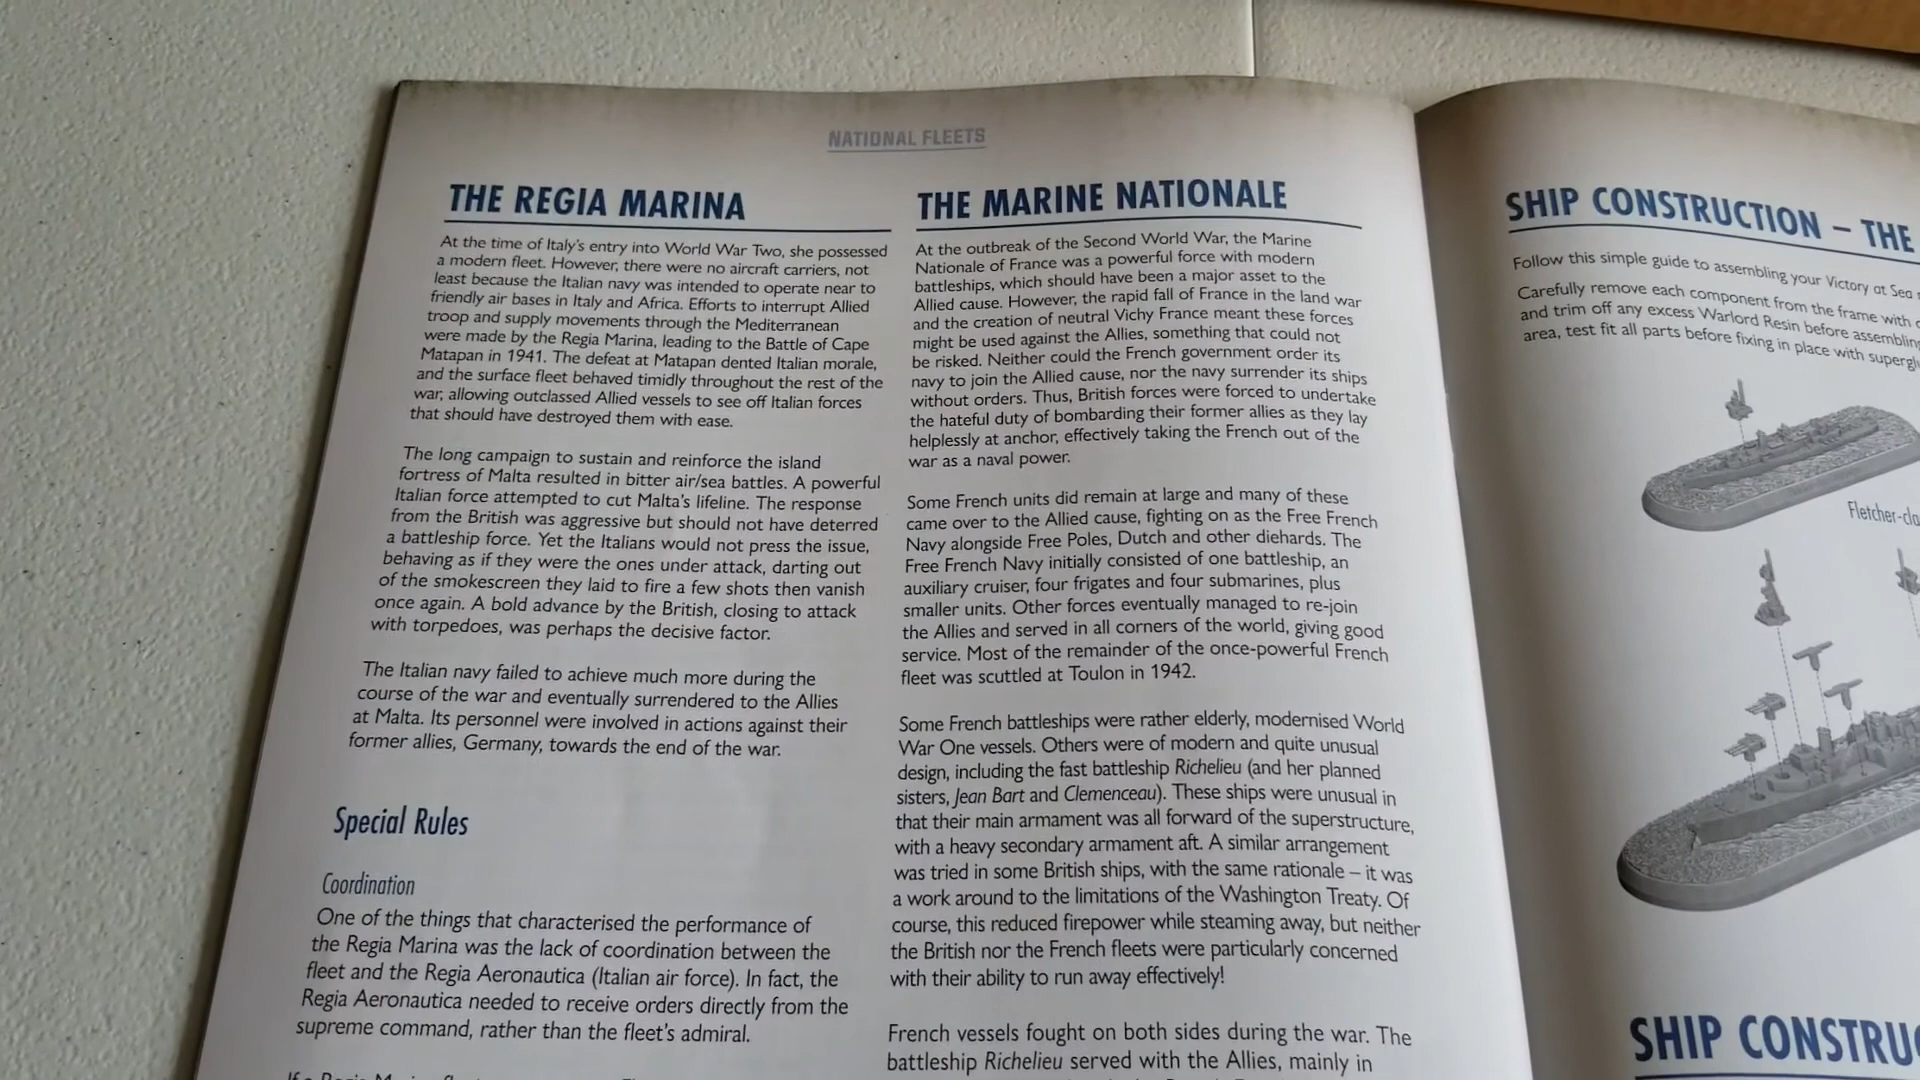 NATIONAL FLEETS
THE REGIA MARINA
At the time of Italy's entry into World War Two, she possessed
a modern fleet. However, there were no aircraft carriers, not
least because the Italian navy was intended to operate near to
friendly air bases in Italy and Africa. Efforts to interrupt Allied
troop and supply movements through the Mediterranean
were made by the Regia Marina, leading to the Battle of Cape
Matapan in 1941. The defeat at Matapan dented Italian morale,
and the surface fleet behaved timidly throughout the rest of the
war, allowing outclassed Allied vessels to see off Italian forces
that should have destroyed them with ease.
The long campaign to sustain and reinforce the island
fortress of Malta resulted in bitter air/sea battles. A powerful
Italian force attempted to cut Malta's lifeline. The response
from the British was aggressive but should not have deterred
a battleship force. Yet the Italians would not press the issue,
behaving as if they were the ones under attack, darting out
of the smokescreen they laid to fire a few shots then vanish
once again. A bold advance by the British, closing to attack
with torpedoes, was perhaps the decisive factor.
The Italian navy failed to achieve much more during the
course of the war and eventually surrendered to the Allies
at Malta. Its personnel were involved in actions against their
former allies, Germany, towards the end of the war.
Special Rules
Coordination
One of the things that characterised the performance of
the Regia Marina was the lack of coordination between the
fleet and the Regia Aeronautica (Italian air force). In fact, the
Regia Aeronautica needed to receive orders directly from the
supreme command, rather than the fleet's admiral.
THE MARINE NATIONALE
At the outbreak of the Second World War, the Marine
Nationale of France was a powerful force with modern
battleships, which should have been a major asset to the
Allied cause. However, the rapid fall of France in the land war
and the creation of neutral Vichy France meant these forces
might be used against the Allies, something that could not
be risked. Neither could the French government order its
navy to join the Allied cause, nor the navy surrender its ships
without orders. Thus, British forces were forced to undertake
the hateful duty of bombarding their former allies as they lay
helplessly at anchor, effectively taking the French out of the
war as a naval power.
Some French units did remain at large and many of these
came over to the Allied cause, fighting on as the Free French
Navy alongside Free Poles, Dutch and other diehards. The
Free French Navy initially consisted of one battleship, an
auxiliary cruiser, four frigates and four submarines, plus
smaller units. Other forces eventually managed to re-join
the Allies and served in all corners of the world, giving good
service. Most of the remainder of the once-powerful French
fleet was scuttled at Toulon in 1942.
Some French battleships were rather elderly, modernised World
War One vessels. Others were of modern and quite unusual
design, including the fast battleship Richelieu (and her planned
sisters, Jean Bart and Clemenceau). These ships were unusual in
that their main armament was all forward of the superstructure,
with a heavy secondary armament aft. A similar arrangement
was tried in some British ships, with the same rationale – it was
a work around to the limitations of the Washington Treaty. Of
course, this reduced firepower while steaming away, but neither
the British nor the French fleets were particularly concerned
with their ability to run away effectively!
French vessels fought on both sides during the war. The
battleship Richelieu served with the Allies, mainly in
SHIP CONSTRUCTION – THE
Follow this simple guide to assembling your Victory at Sea
Carefully remove each component from the frame with
and trim off any excess Warlord Resin before assembling
area, test fit all parts before fixing in place with
Fletcher-cla
SHIP CONSTRUC